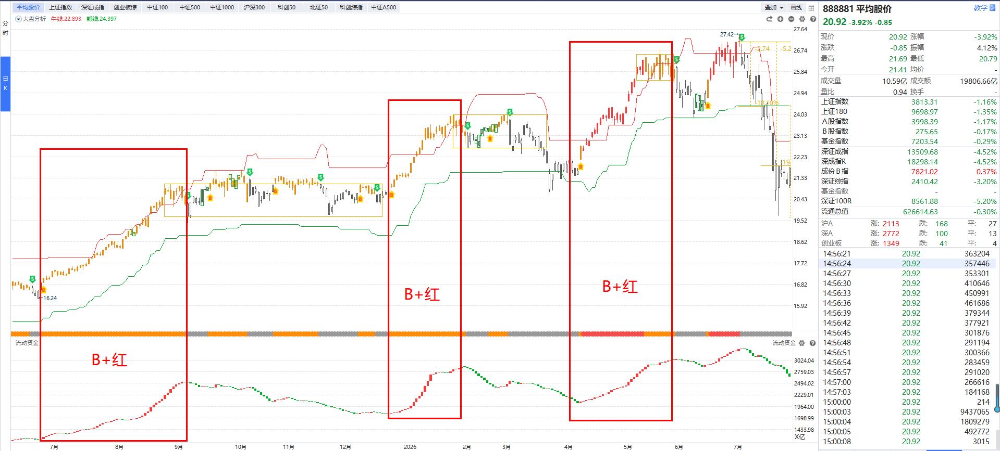 平均股价 上证指数 深证成指 创业板综 中证100 中证500 中证1000 沪深300 科创50 北证50 科创综指 中证A500 叠加 画线
大盘分析 牛线:22.893 熊线:24.397
分时
日K
27.64
26.74
25.84
24.94
24.03
23.13
22.23
21.33
20.43
19.52
18.62
17.72
16.82
15.92
27.42
-2.74 -5.2
-10.10%
-19
16.24
B+红
B+红
B+红
流动资金
流动资金
3024.04
2759.03
2494.02
2229.01
1964.00
1698.99
1433.98
X亿
7月 8月 9月 10月 11月 12月 2026 2月 3月 4月 5月 6月 7月
888881 平均股价 教学
20.92 -3.92% -0.85
现价 20.92 涨幅 -3.92%
涨跌 -0.85 振幅 4.12%
最高 21.69 最低 20.79
今开 21.41 均价 -
成交量 10.59亿 成交额 19806.66亿
量比 0.94 换手 -
上证指数 3813.31 -1.16%
上证180 9698.97 -1.35%
A股指数 3998.39 -1.17%
B股指数 275.65 -0.17%
基金指数 7203.54 -0.29%
深证成指 13509.68 -4.52%
深成指R 18298.14 -4.52%
成份B指 7821.02 0.37%
深证综指 2410.42 -3.20%
基金指数 - -
深证100R 8561.88 -5.20%
流通总值 626614.63 -0.30%
沪A 涨: 2113 跌: 168 平: 27
深A 涨: 2772 跌: 100 平: 13
创业板 涨: 1349 跌: 41 平: 4
14:56:21 20.92 363204
14:56:24 20.92 357446
14:56:27 20.92 353301
14:56:30 20.92 410646
14:56:33 20.92 450991
14:56:36 20.92 461686
14:56:39 20.92 379344
14:56:42 20.92 377921
14:56:45 20.92 301876
14:56:48 20.92 291194
14:56:51 20.92 300366
14:56:54 20.92 283459
14:56:57 20.92 291020
14:57:00 20.92 266616
14:57:03 20.92 184168
15:00:00 20.92 214
15:00:03 20.92 9437065
15:00:04 20.92 1809279
15:00:05 20.92 492772
15:00:08 20.92 3015